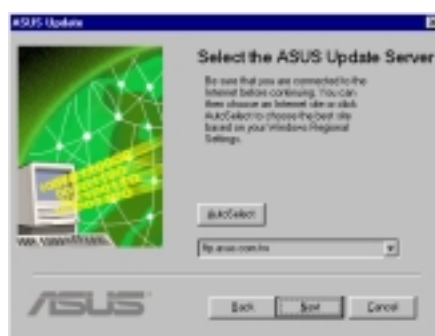 ASUS Update
Select the ASUS Update Server
Be sure that you are connected to the
Internet before continuing. You can
then choose an Internet site or click
AutoSelect to choose the best site
based on your Windows Regional
Settings.
AutoSelect
ftp.asus.com.tw
ASUS
Back
Next
Cancel